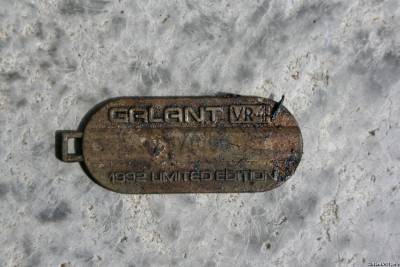 GALANT VR-4
1992 LIMITED EDITION